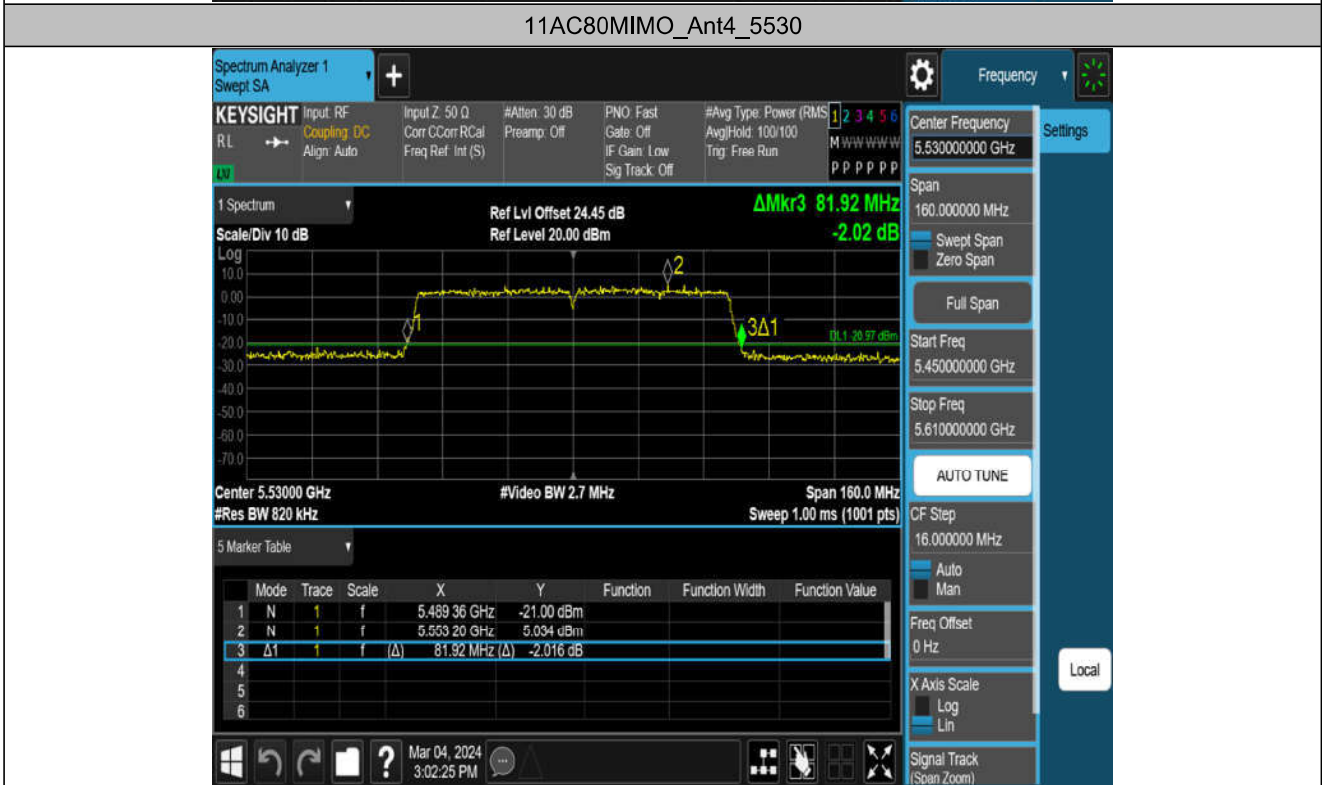 11AC80MIMO_Ant4_5530
Spectrum Analyzer 1
Swept SA
+
Frequency
KEYSIGHT
RL
LXI
Input: RF
Coupling: DC
Align: Auto
Input Z: 50 Ω
Corr CCorr RCal
Freq Ref: Int (S)
#Atten: 30 dB
Preamp: Off
PNO: Fast
Gate: Off
IF Gain: Low
Sig Track: Off
#Avg Type: Power (RMS
Avg|Hold: 100/100
Trig: Free Run
1 2 3 4 5 6
M W W W W W
P P P P P P
1 Spectrum
Scale/Div 10 dB
Ref Lvl Offset 24.45 dB
Ref Level 20.00 dBm
ΔMkr3 81.92 MHz
-2.02 dB
Log
10.0
0.00
-10.0
-20.0
-30.0
-40.0
-50.0
-60.0
-70.0
1
2
3Δ1
DL1 -20.97 dBm
Center 5.53000 GHz
#Video BW 2.7 MHz
Span 160.0 MHz
#Res BW 820 kHz
Sweep 1.00 ms (1001 pts)
5 Marker Table
Mode Trace Scale X Y Function Function Width Function Value
1 N 1 f 5.489 36 GHz -21.00 dBm
2 N 1 f 5.553 20 GHz 5.034 dBm
3 Δ1 1 f (Δ) 81.92 MHz (Δ) -2.016 dB
4
5
6
?
Mar 04, 2024
3:02:25 PM
Center Frequency
5.530000000 GHz
Settings
Span
160.000000 MHz
Swept Span
Zero Span
Full Span
Start Freq
5.450000000 GHz
Stop Freq
5.610000000 GHz
AUTO TUNE
CF Step
16.000000 MHz
Auto
Man
Freq Offset
0 Hz
X Axis Scale
Log
Lin
Local
Signal Track
(Span Zoom)